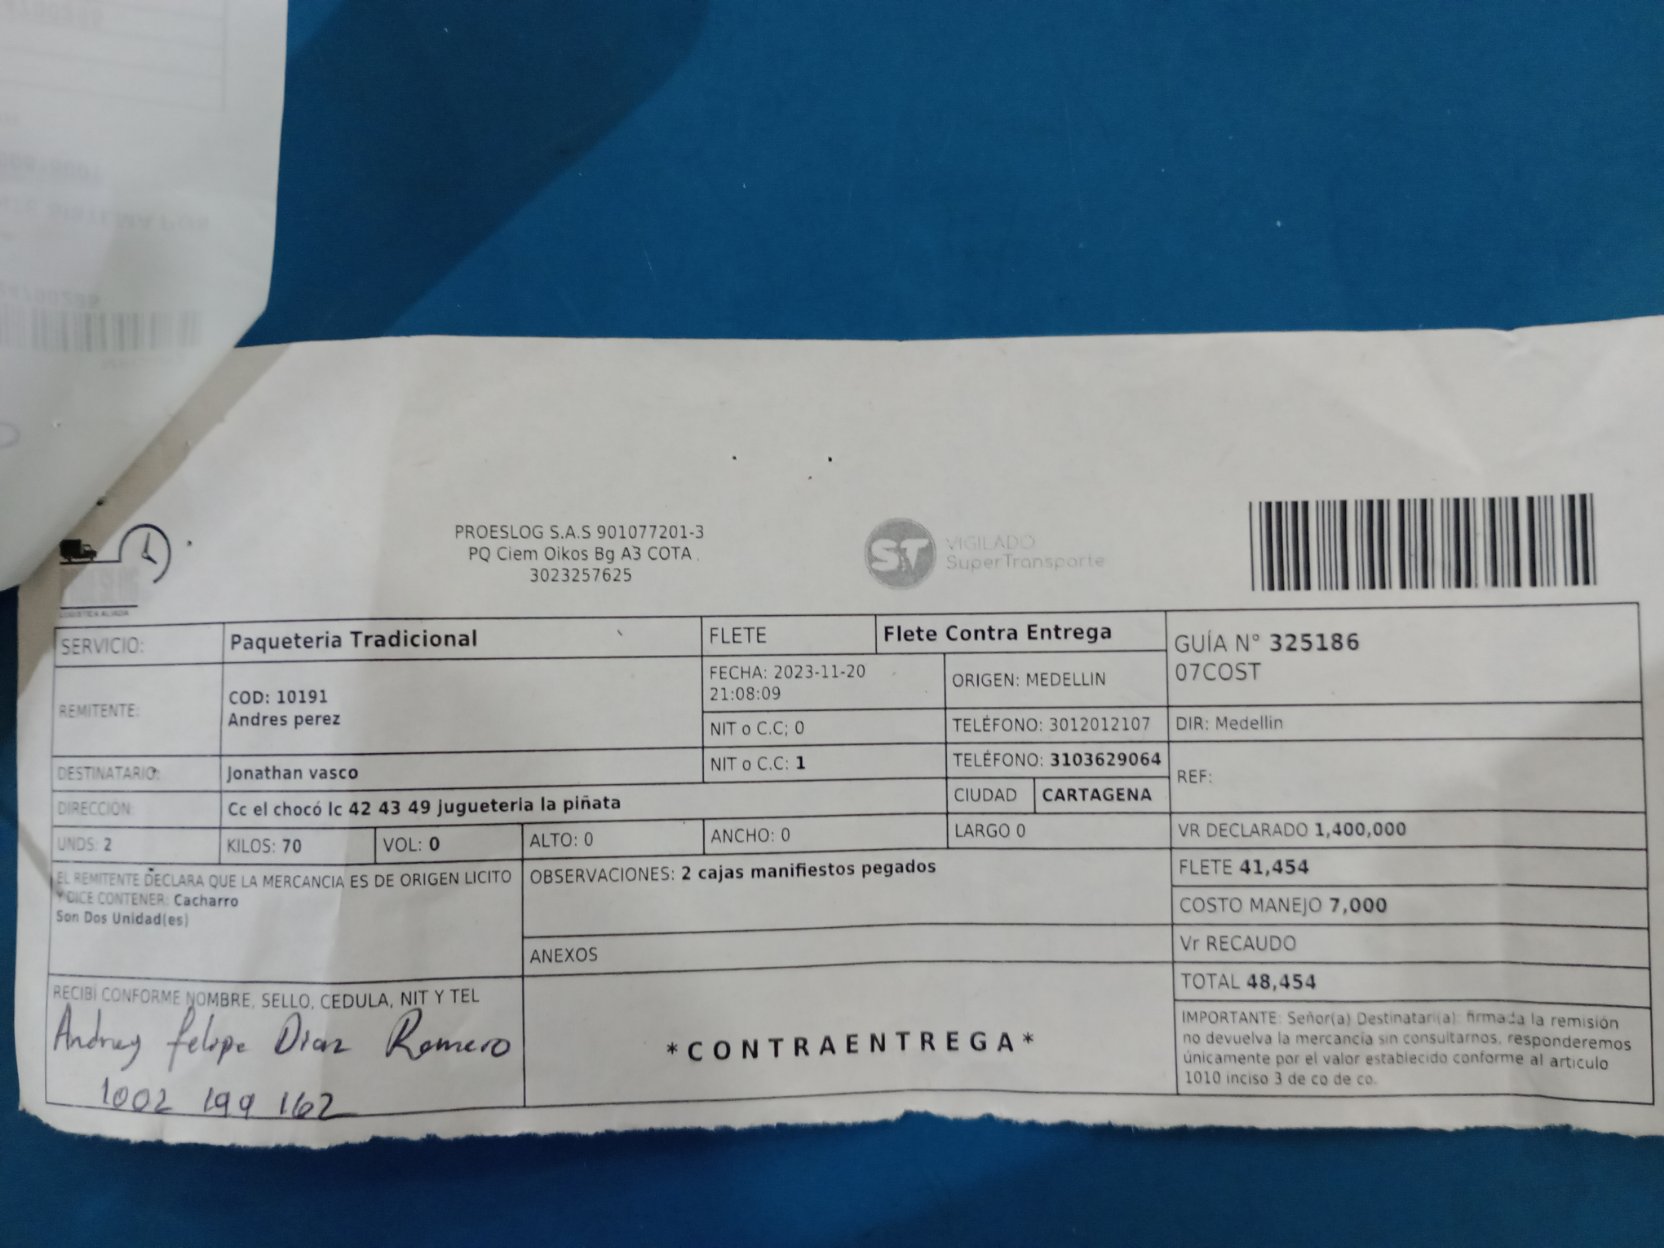 PROESLOG S.A.S 901077201-3
PQ Ciem Oikos Bg A3 COTA .
3023257625
ST VIGILADO
SuperTransporte
LOGISTICA ALIADA
SERVICIO: Paqueteria Tradicional FLETE Flete Contra Entrega
GUÍA N° 325186
07COST
REMITENTE: COD: 10191
Andres perez
FECHA: 2023-11-20
21:08:09
ORIGEN: MEDELLIN
NIT o C.C; 0 TELÉFONO: 3012012107 DIR: Medellin
DESTINATARIO: Jonathan vasco NIT o C.C: 1 TELÉFONO: 3103629064
REF:
DIRECCION: Cc el chocó lc 42 43 49 jugueteria la piñata CIUDAD CARTAGENA
UNDS: 2 KILOS: 70 VOL: 0 ALTO: 0 ANCHO: 0 LARGO 0 VR DECLARADO 1,400,000
EL REMITENTE DECLARA QUE LA MERCANCIA ES DE ORIGEN LICITO
Y DICE CONTENER: Cacharro
Son Dos Unidad(es)
OBSERVACIONES: 2 cajas manifiestos pegados
ANEXOS
FLETE 41,454
COSTO MANEJO 7,000
Vr RECAUDO
TOTAL 48,454
RECIBÍ CONFORME NOMBRE, SELLO, CEDULA, NIT Y TEL
Andrey felipe Diaz Romero
1002 199 162
*CONTRAENTREGA*
IMPORTANTE: Señor(a) Destinatari(a): firmada la remisión
no devuelva la mercancía sin consultarnos, responderemos
únicamente por el valor establecido conforme al articulo
1010 inciso 3 de co de co.